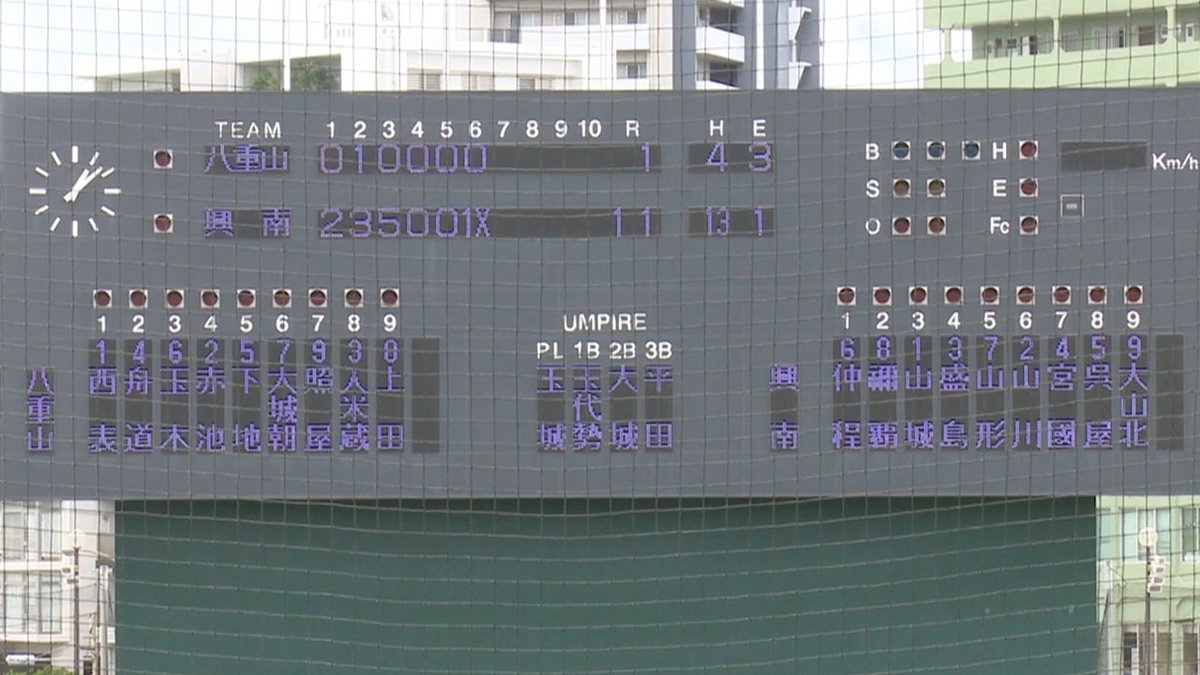 TEAM 1 2 3 4 5 6 7 8 9 10 R H E
八重山 010000 1 4 3
興南 235001X 11 13 1
B H
S E
O Fc
Km/h
UMPIRE
PL 1B 2B 3B
玉城 玉代勢 大城 平田
八重山
1 2 3 4 5 6 7 8 9
1 4 6 2 5 7 9 3 8
西表 舟道 玉木 赤池 下地 大城朝 照屋 入米蔵 上田
興南
1 2 3 4 5 6 7 8 9
6 8 1 3 7 2 4 5 9
仲程 禰覇 山城 盛島 山形 山川 宮國 呉屋 大山北